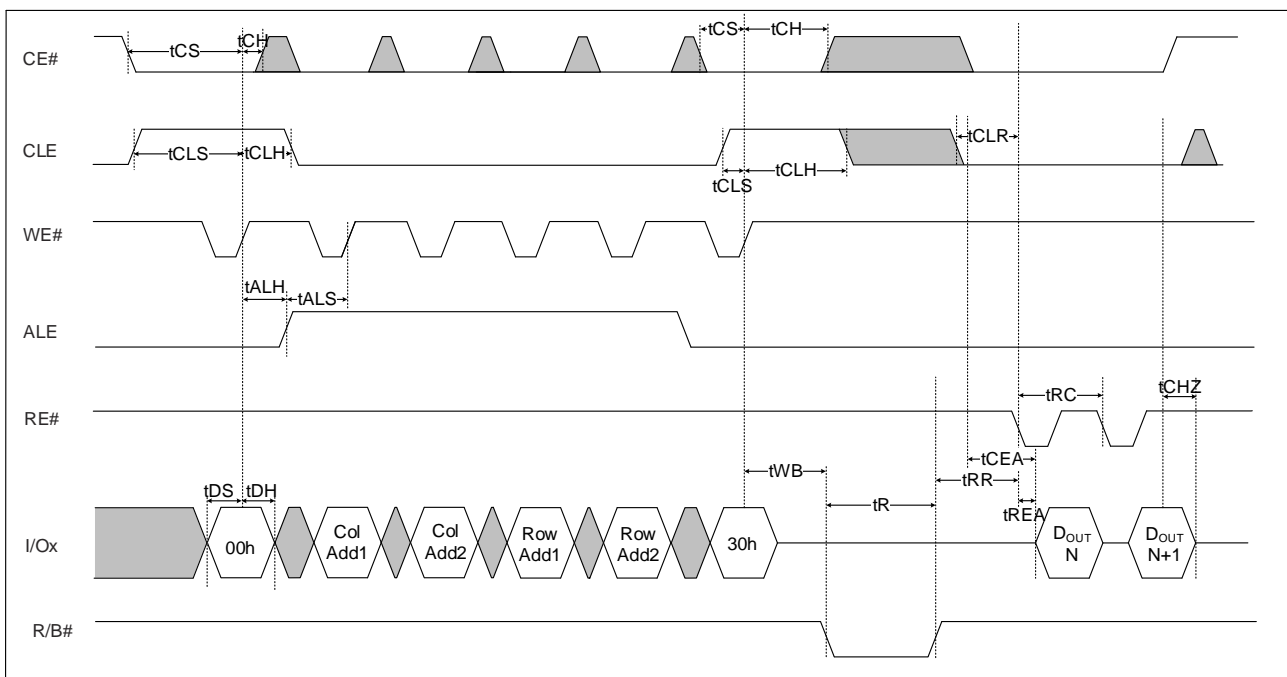 tCS tCH tCS tCH
CE#
tCLR
CLE
tCLS tCLH
tCLS tCLH
WE#
tALH tALS
ALE
tCHZ
tRC
RE#
tCEA
tWB
tRR
tDS tDH
tR
tREA
I/Ox
00h
Col
Add1
Col
Add2
Row
Add1
Row
Add2
30h
DOUT
N
DOUT
N+1
R/B#